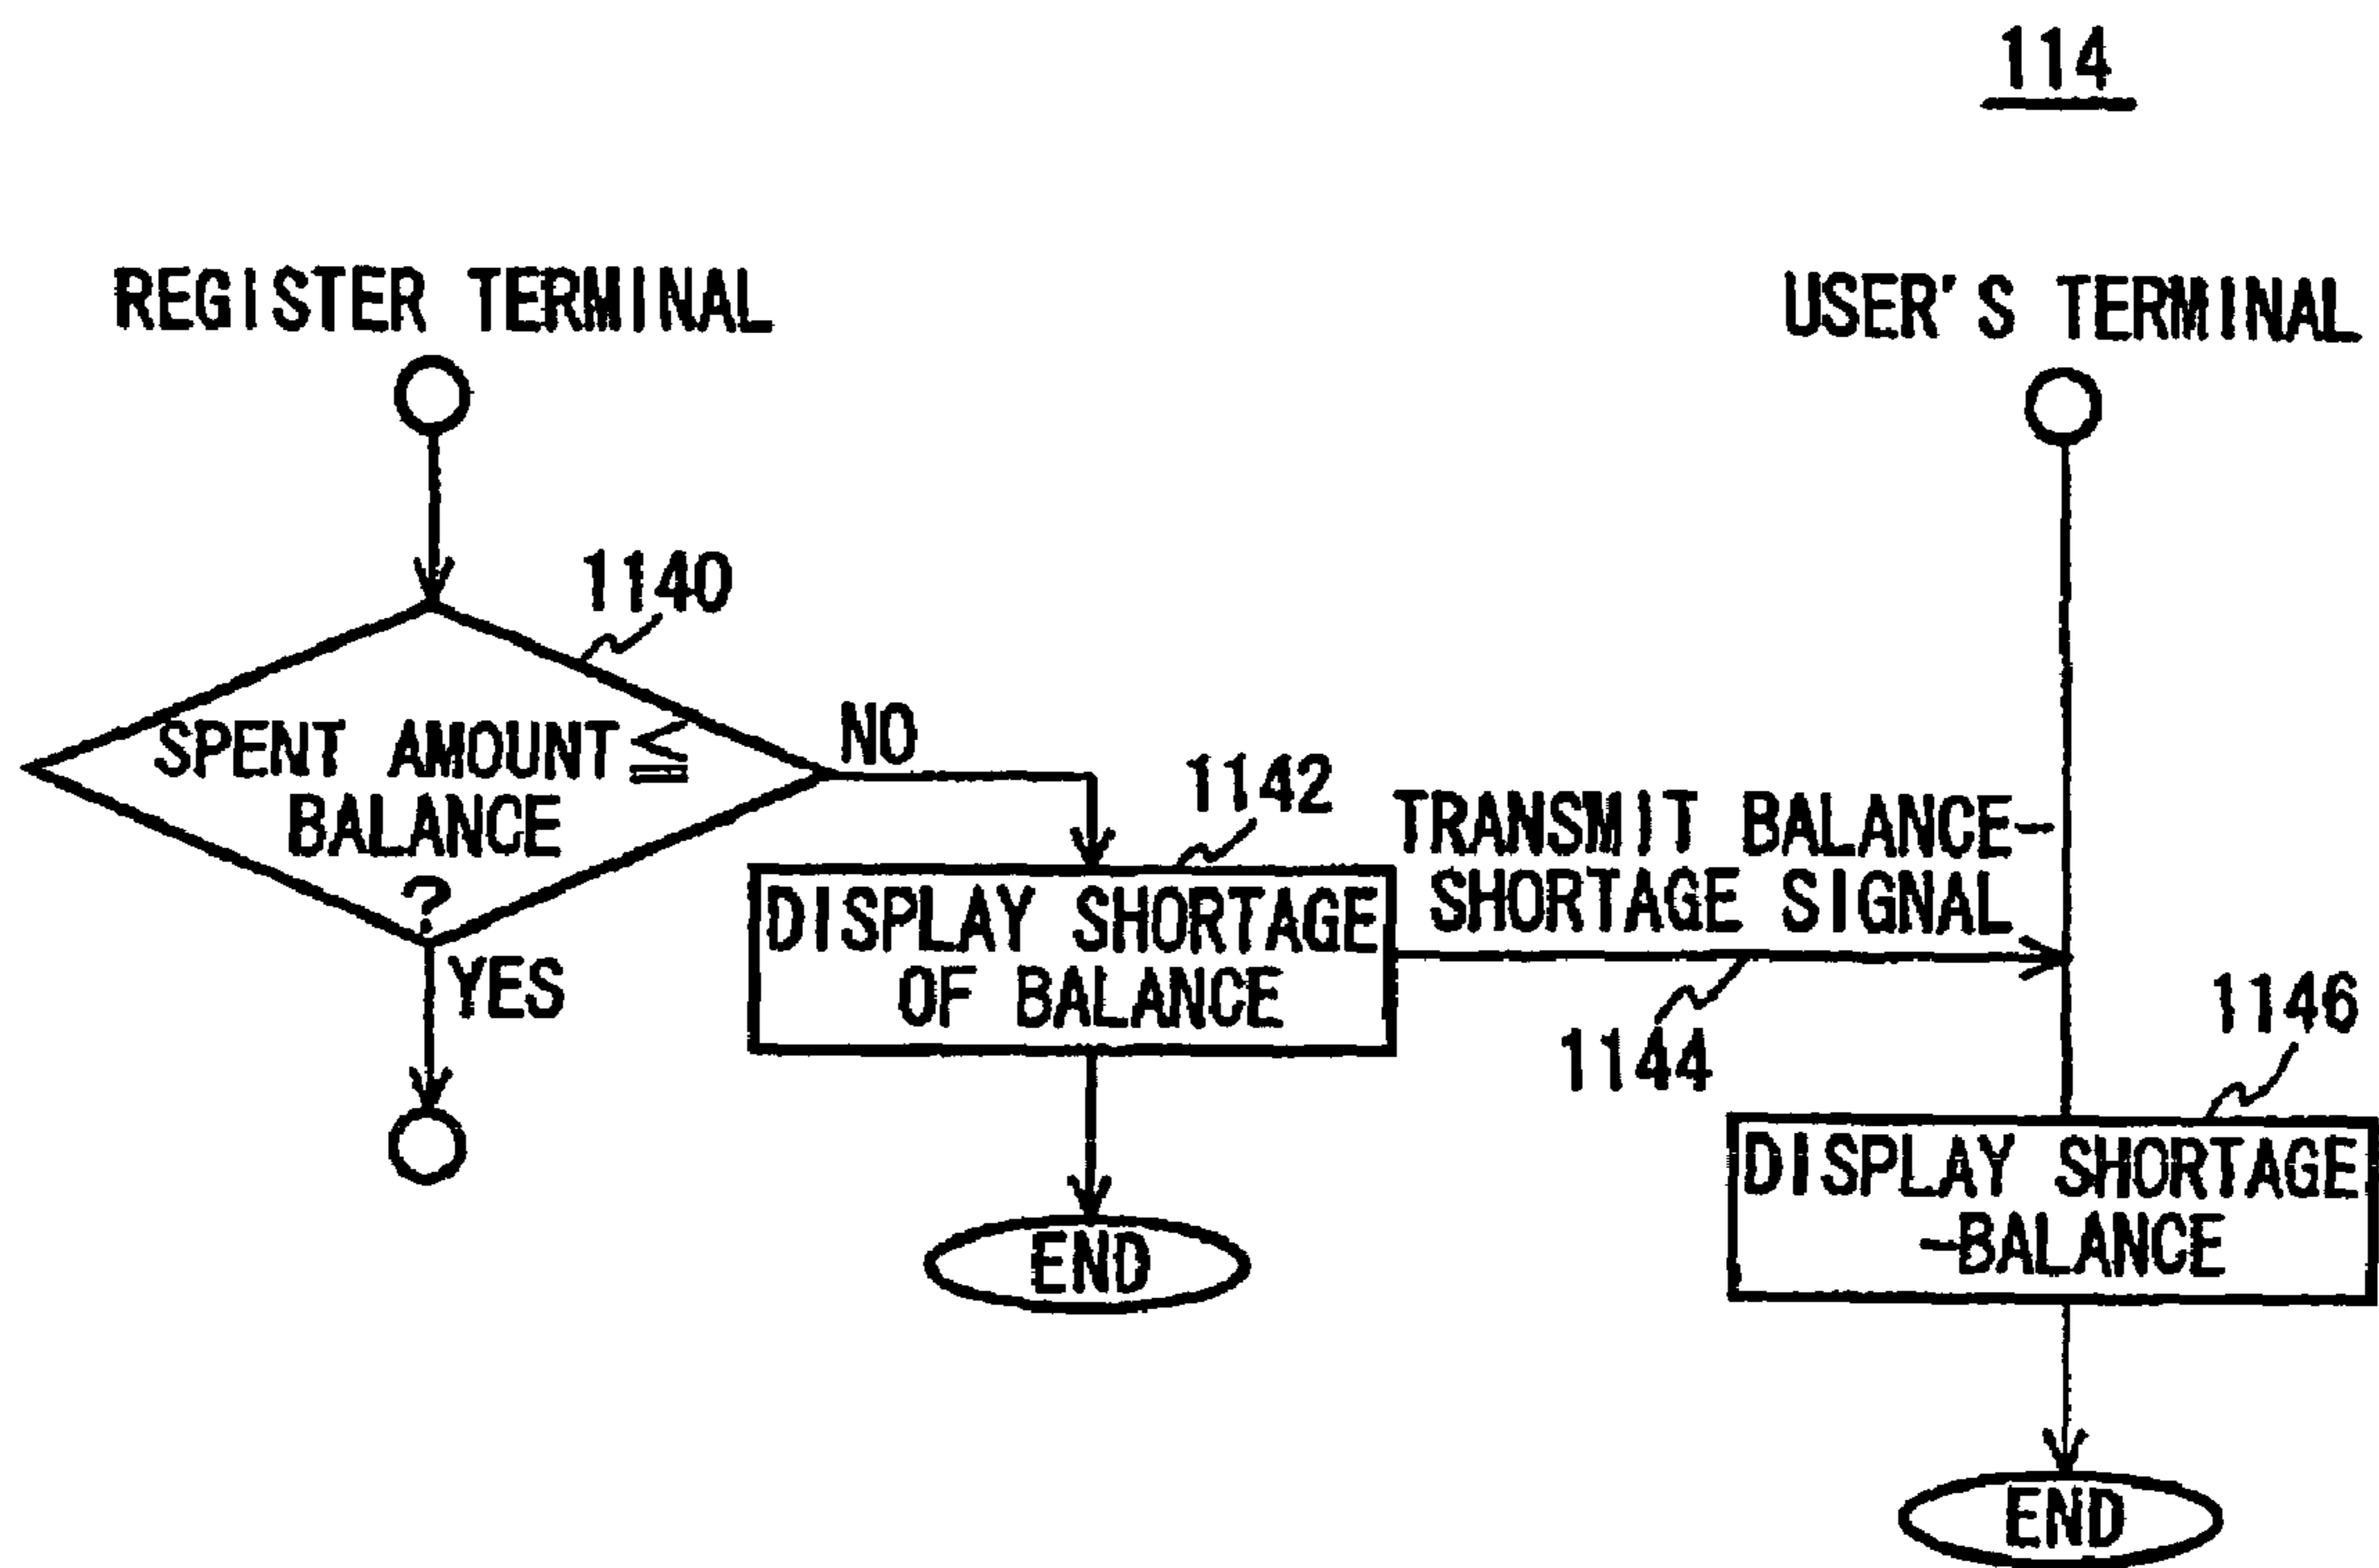 114
REGISTER TERMINAL
USER'S TERMINAL
1140
SPENT AMOUNT≦
BALANCE
?
NO
YES
1142
DISPLAY SHORTAGE
OF BALANCE
TRANSMIT BALANCE-
SHORTAGE SIGNAL
1144
1146
DISPLAY SHORTAGE
-BALANCE
END
END